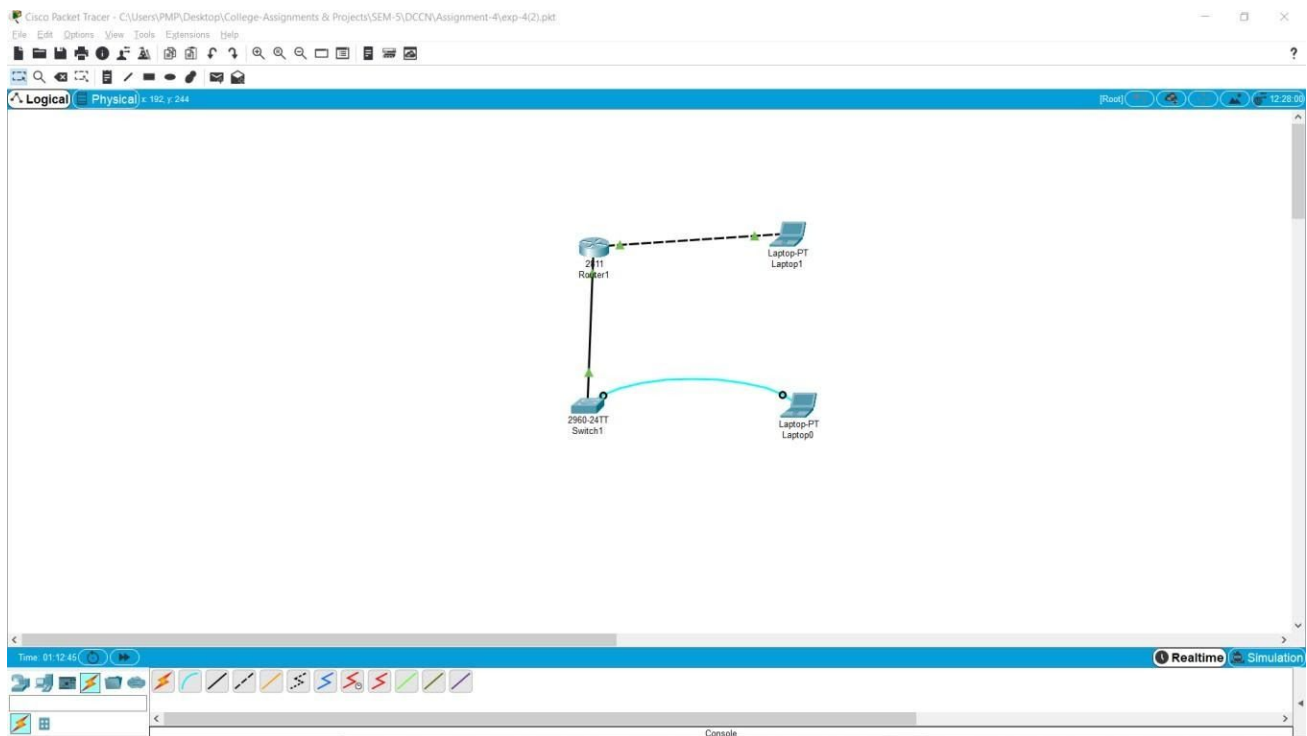 Cisco Packet Tracer - C:\Users\PMP\Desktop\College-Assignments & Projects\SEM-5\DCCN\Assignment-4\exp-4(2).pkt
File Edit Options View Tools Extensions Help
?
Logical Physical x: 192, y: 244 [Root] 12:28:00
Laptop-PT
Laptop1
2811
Router1
2960-24TT
Switch1
Laptop-PT
Laptop0
Time: 01:12:45 Realtime Simulation
Console